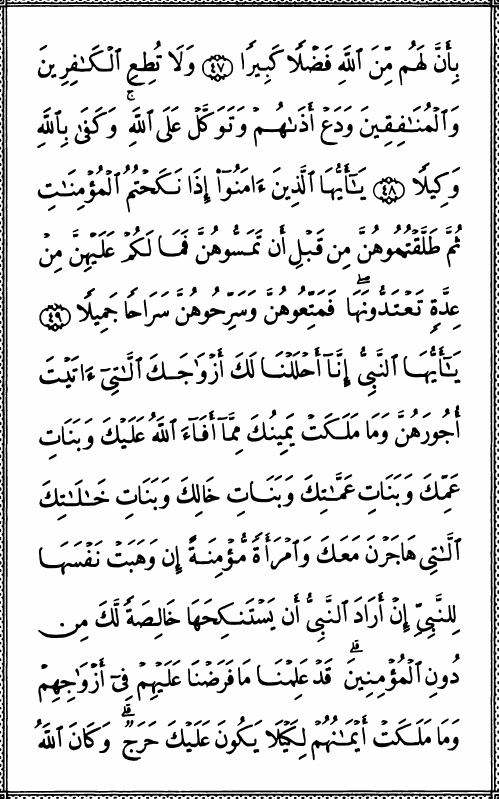 بِأَنَّ لَهُم مِّنَ ٱللَّهِ فَضْلًا كَبِيرًا ٤٧ وَلَا تُطِعِ ٱلْكَـٰفِرِينَ
وَٱلْمُنَـٰفِقِينَ وَدَعْ أَذَىٰهُمْ وَتَوَكَّلْ عَلَى ٱللَّهِ ۚ وَكَفَىٰ بِٱللَّهِ
وَكِيلًا ٤٨ يَـٰٓأَيُّهَا ٱلَّذِينَ ءَامَنُوٓا۟ إِذَا نَكَحْتُمُ ٱلْمُؤْمِنَـٰتِ
ثُمَّ طَلَّقْتُمُوهُنَّ مِن قَبْلِ أَن تَمَسُّوهُنَّ فَمَا لَكُمْ عَلَيْهِنَّ مِنْ
عِدَّةٍ تَعْتَدُّونَهَا ۖ فَمَتِّعُوهُنَّ وَسَرِّحُوهُنَّ سَرَاحًا جَمِيلًا ٤٩
يَـٰٓأَيُّهَا ٱلنَّبِىُّ إِنَّآ أَحْلَلْنَا لَكَ أَزْوَٰجَكَ ٱلَّـٰتِىٓ ءَاتَيْتَ
أُجُورَهُنَّ وَمَا مَلَكَتْ يَمِينُكَ مِمَّآ أَفَآءَ ٱللَّهُ عَلَيْكَ وَبَنَاتِ
عَمِّكَ وَبَنَاتِ عَمَّـٰتِكَ وَبَنَاتِ خَالِكَ وَبَنَاتِ خَـٰلَـٰتِكَ
ٱلَّـٰتِى هَاجَرْنَ مَعَكَ وَٱمْرَأَةً مُّؤْمِنَةً إِن وَهَبَتْ نَفْسَهَا
لِلنَّبِىِّ إِنْ أَرَادَ ٱلنَّبِىُّ أَن يَسْتَنكِحَهَا خَالِصَةً لَّكَ مِن
دُونِ ٱلْمُؤْمِنِينَ ۗ قَدْ عَلِمْنَا مَا فَرَضْنَا عَلَيْهِمْ فِىٓ أَزْوَٰجِهِمْ
وَمَا مَلَكَتْ أَيْمَـٰنُهُمْ لِكَيْلَا يَكُونَ عَلَيْكَ حَرَجٌ ۗ وَكَانَ ٱللَّهُ